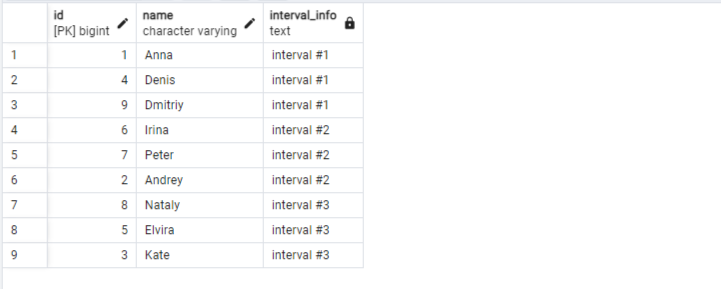 id name interval_info
[PK] bigint character varying text
1 1 Anna interval #1
2 4 Denis interval #1
3 9 Dmitriy interval #1
4 6 Irina interval #2
5 7 Peter interval #2
6 2 Andrey interval #2
7 8 Nataly interval #3
8 5 Elvira interval #3
9 3 Kate interval #3